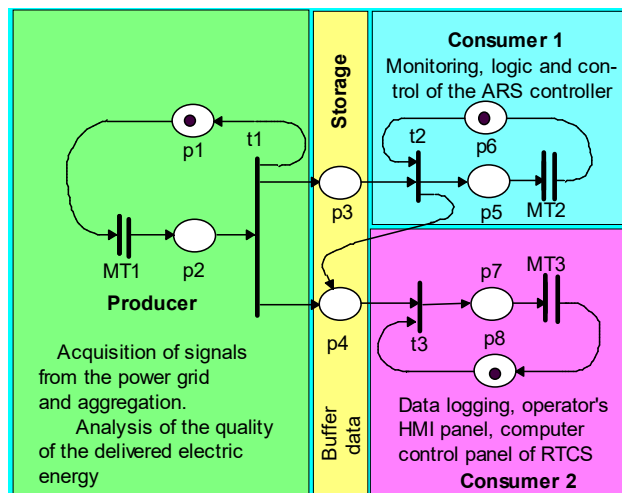 p1
t1
MT1
p2
Producer
Acquisition of signals
from the power grid
and aggregation.
Analysis of the quality
of the delivered electric
energy
Storage
p3
p4
Buffer
data
Consumer 1
Monitoring, logic and con-
trol of the ARS controller
t2
p6
p5
MT2
p7
MT3
t3
p8
Data logging, operator's
HMI panel, computer
control panel of RTCS
Consumer 2